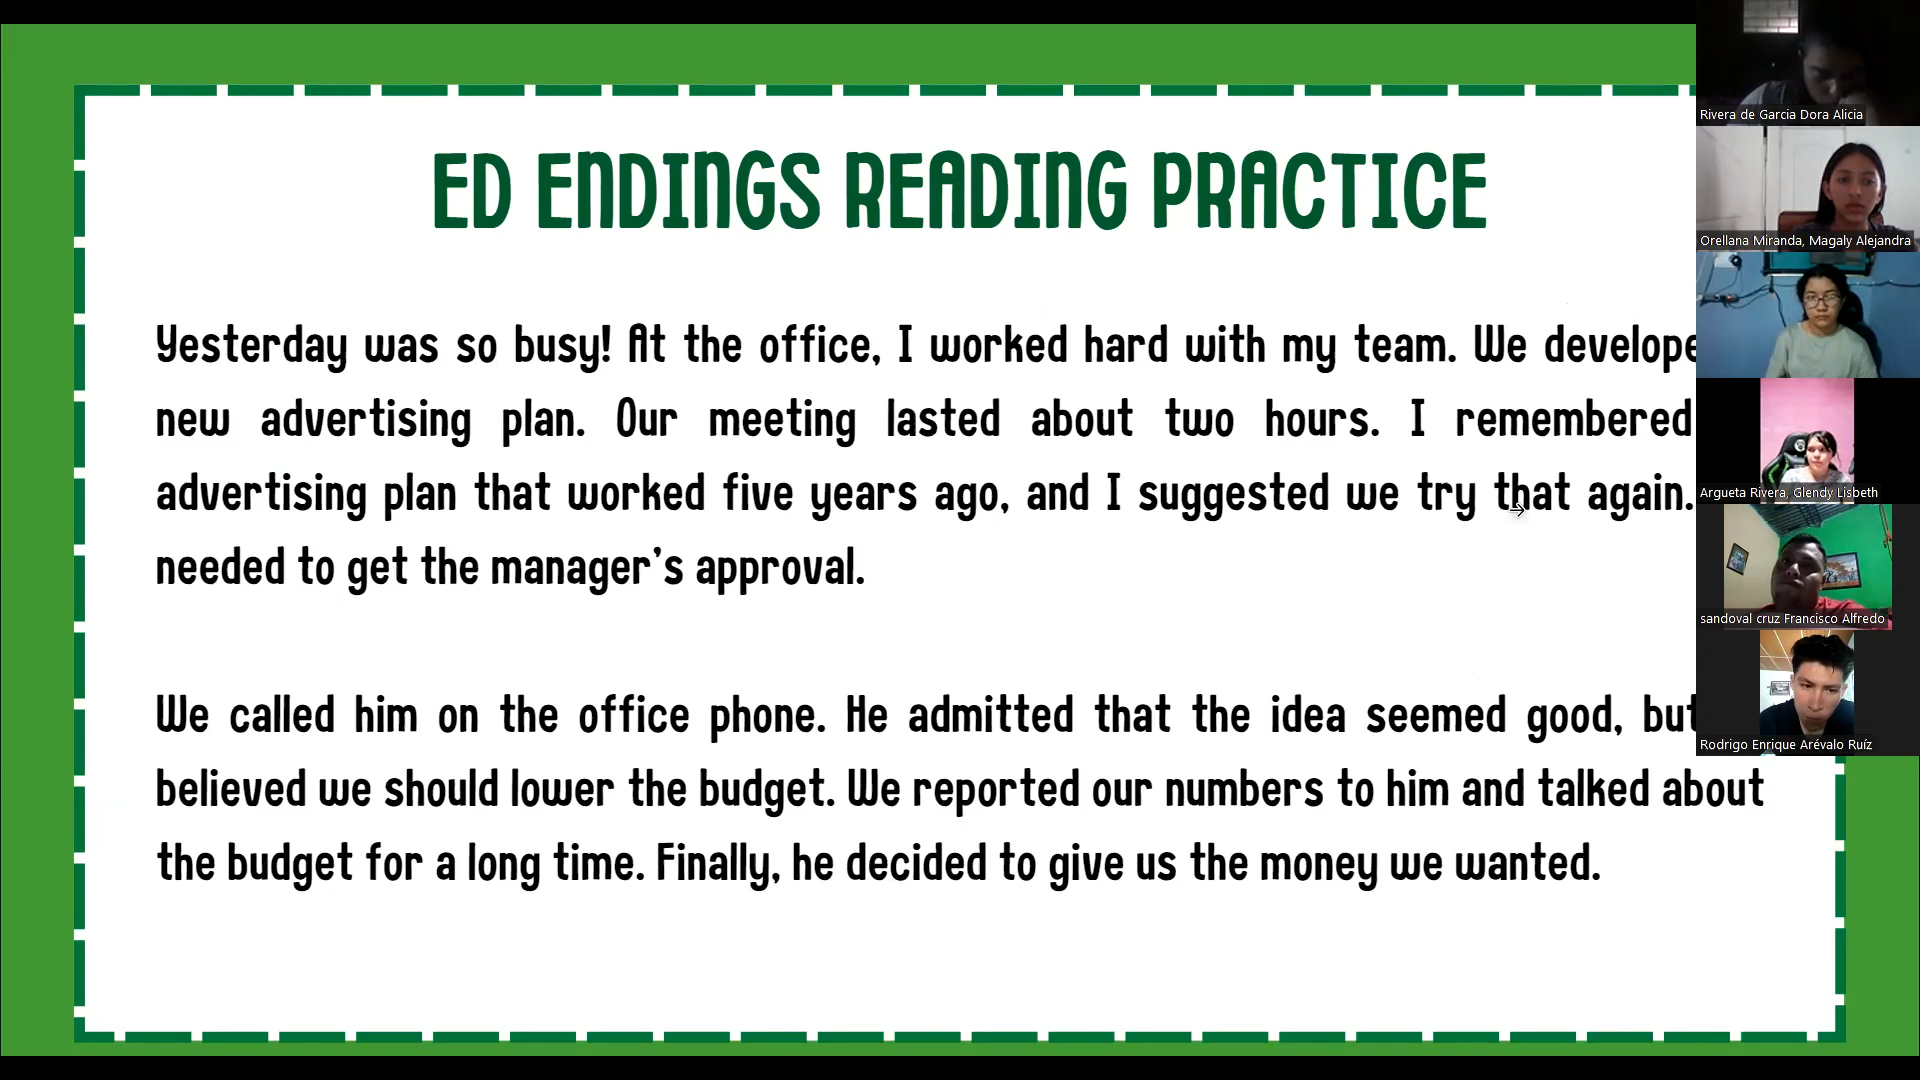 ED ENDINGS READING PRACTICE
Yesterday was so busy! At the office, I worked hard with my team. We
new advertising plan. Our meeting lasted about two hours. I remembered
advertising plan that worked five years ago, and I suggested we try that again.
needed to get the manager's approval.
We called him on the office phone. He admitted that the idea seemed good, but
believed we should lower the budget. We reported our numbers to him and talked about
the budget for a long time. Finally, he decided to give us the money we wanted.
Rivera de Garcia Dora Alicia
Orellana Miranda, Magaly Alejandra
Argueta Rivera, Glendy Lisbeth
sandoval cruz Francisco Alfredo
Rodrigo Enrique Arévalo Ruíz